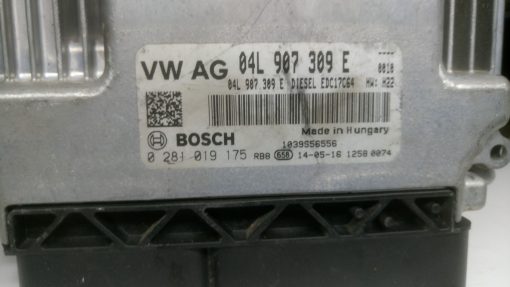 VW AG 04L 907 309 E 0010
04L 907 309 E DIESEL EDC17C64 HW: H22
Made in Hungary
BOSCH 1039S56556
0 281 019 175 RB8 658 14-05-16 1258 0074